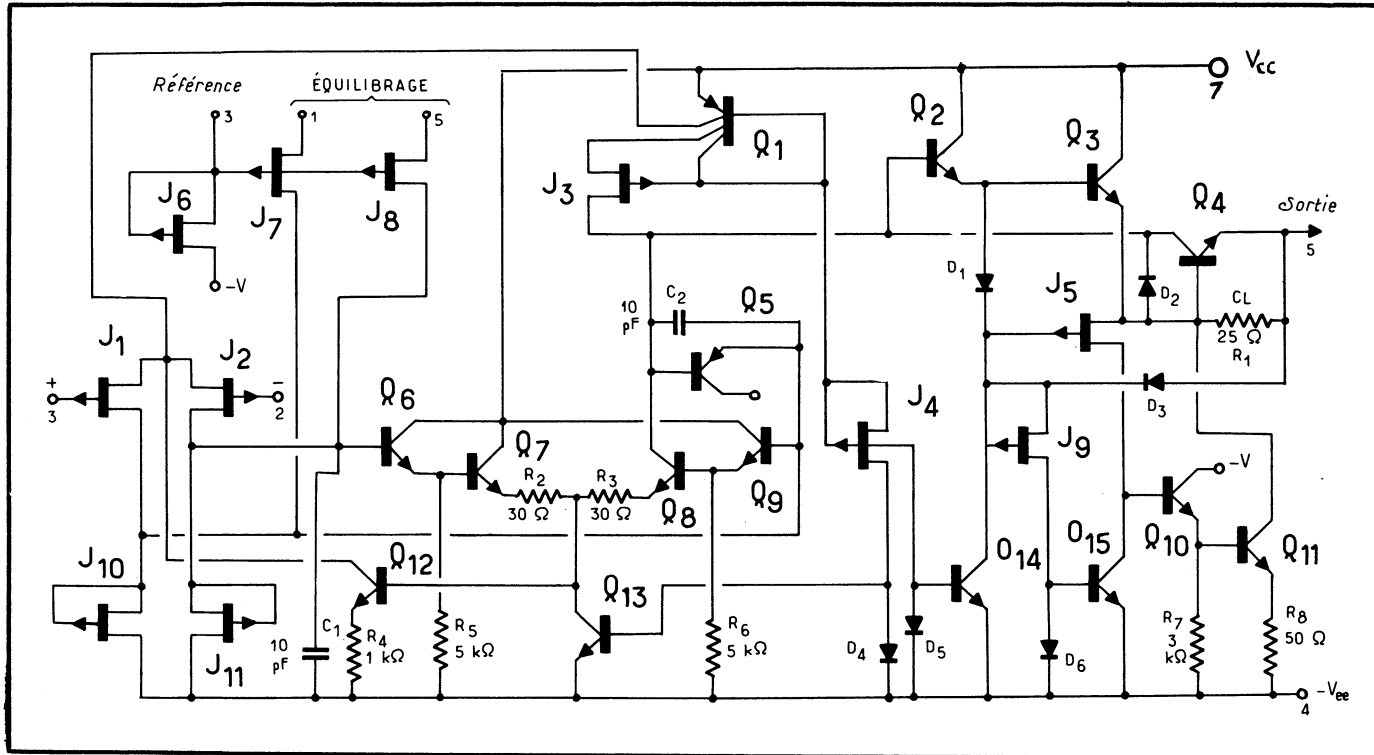 Référence
ÉQUILIBRAGE
3
1
5
Vcc
7
Q2
Q3
Q1
J6
J7
J8
J3
Q4
Sortie
5
-V
D1
J5
D2
CL
25 Ω
R1
10
pF
C2
Q5
J1
J2
+
3
-
2
Q6
Q7
J4
D3
J9
R2
30 Ω
R3
30 Ω
Q8
Q9
-V
J10
Q12
Q13
O14
O15
Q10
Q11
J11
10
pF
C1
R4
1 kΩ
R5
5 kΩ
R6
5 kΩ
D4
D5
D6
R7
3
kΩ
R8
50 Ω
-Vee
4